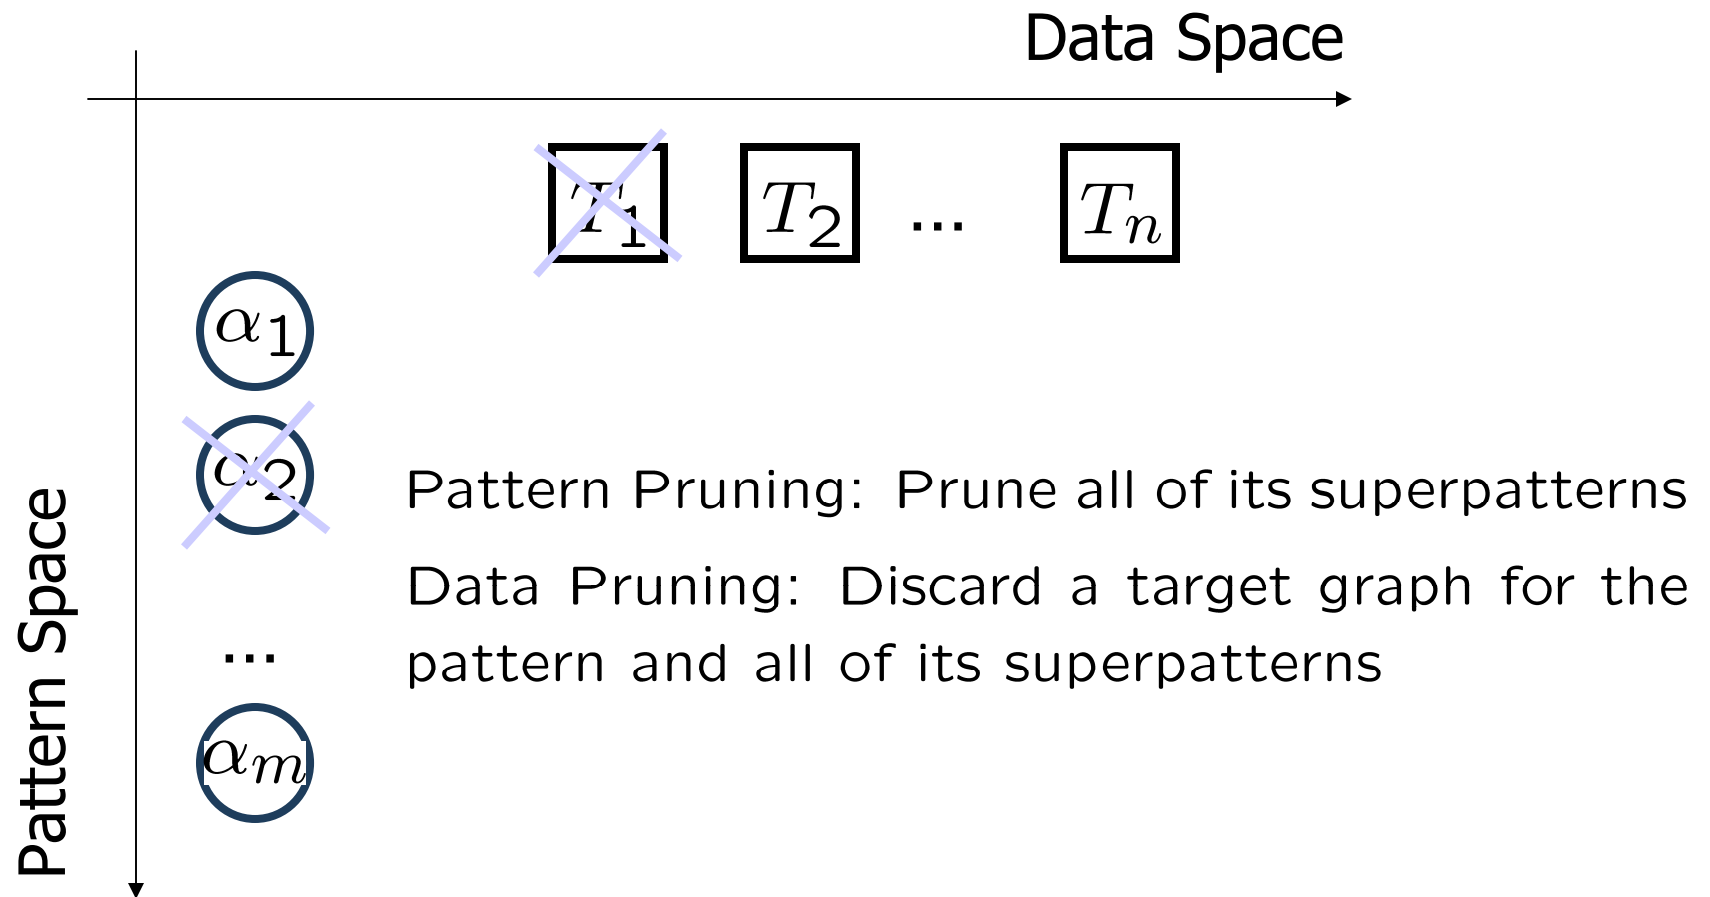 Data Space
T₁ T₂ ... Tₙ
α₁
α₂
Pattern Pruning: Prune all of its superpatterns
Data Pruning: Discard a target graph for the
pattern and all of its superpatterns
...
αₘ
Pattern Space